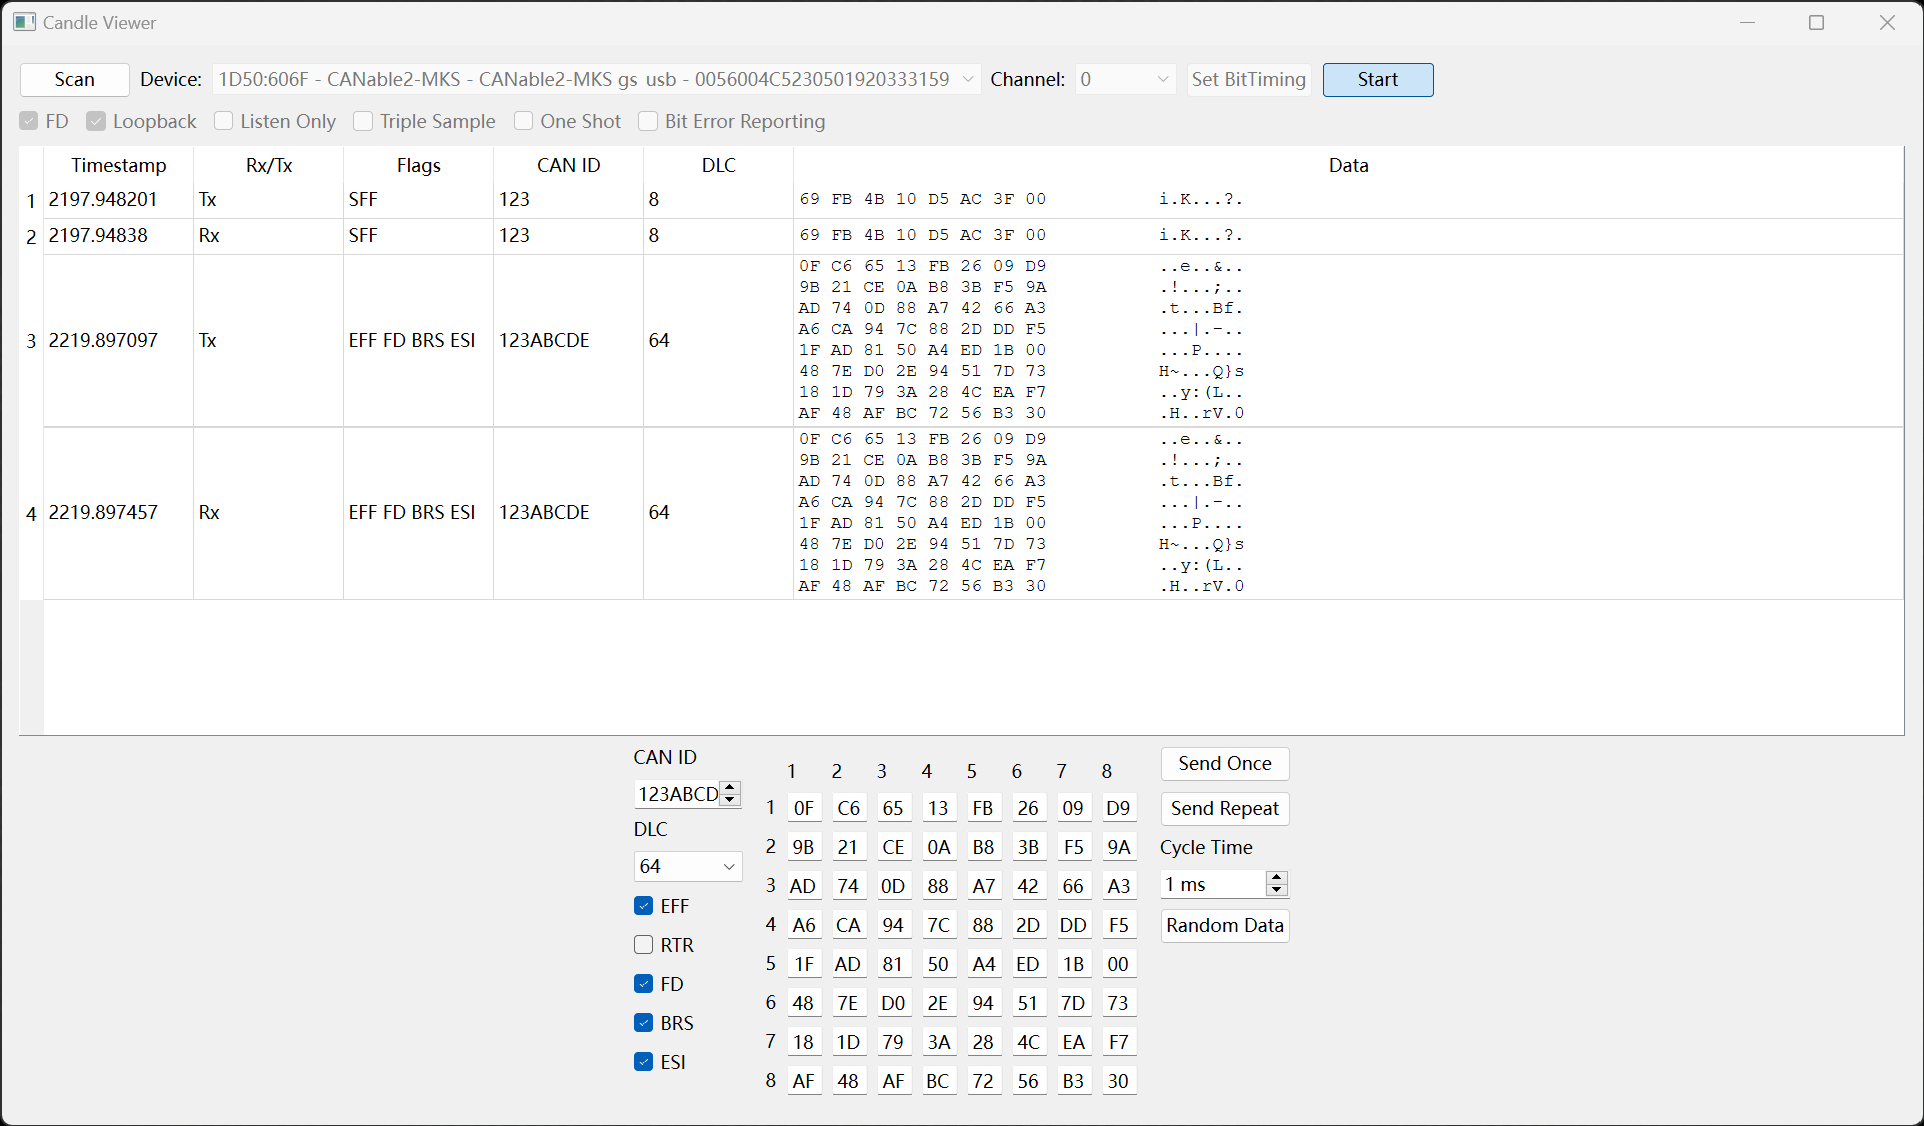 Candle Viewer
Scan Device: 1D50:606F - CANable2-MKS - CANable2-MKS gs usb - 0056004C5230501920333159 Channel: 0 Set BitTiming Start
FD Loopback Listen Only Triple Sample One Shot Bit Error Reporting
Timestamp Rx/Tx Flags CAN ID DLC Data
1 2197.948201 Tx SFF 123 8 69 FB 4B 10 D5 AC 3F 00 i.K...?.
2 2197.94838 Rx SFF 123 8 69 FB 4B 10 D5 AC 3F 00 i.K...?.
0F C6 65 13 FB 26 09 D9 ..e..&..
9B 21 CE 0A B8 3B F5 9A .!...;..
AD 74 0D 88 A7 42 66 A3 .t...Bf.
A6 CA 94 7C 88 2D DD F5 ...|.-..
3 2219.897097 Tx EFF FD BRS ESI 123ABCDE 64
1F AD 81 50 A4 ED 1B 00 ...P....
48 7E D0 2E 94 51 7D 73 H~...Q}s
18 1D 79 3A 28 4C EA F7 ..y:(L..
AF 48 AF BC 72 56 B3 30 .H..rV.0
0F C6 65 13 FB 26 09 D9 ..e..&..
9B 21 CE 0A B8 3B F5 9A .!...;..
AD 74 0D 88 A7 42 66 A3 .t...Bf.
A6 CA 94 7C 88 2D DD F5 ...|.-..
4 2219.897457 Rx EFF FD BRS ESI 123ABCDE 64
1F AD 81 50 A4 ED 1B 00 ...P....
48 7E D0 2E 94 51 7D 73 H~...Q}s
18 1D 79 3A 28 4C EA F7 ..y:(L..
AF 48 AF BC 72 56 B3 30 .H..rV.0
CAN ID
123ABCD
DLC
64
EFF
RTR
FD
BRS
ESI
1 2 3 4 5 6 7 8
1 0F C6 65 13 FB 26 09 D9
2 9B 21 CE 0A B8 3B F5 9A
3 AD 74 0D 88 A7 42 66 A3
4 A6 CA 94 7C 88 2D DD F5
5 1F AD 81 50 A4 ED 1B 00
6 48 7E D0 2E 94 51 7D 73
7 18 1D 79 3A 28 4C EA F7
8 AF 48 AF BC 72 56 B3 30
Send Once
Send Repeat
Cycle Time
1 ms
Random Data